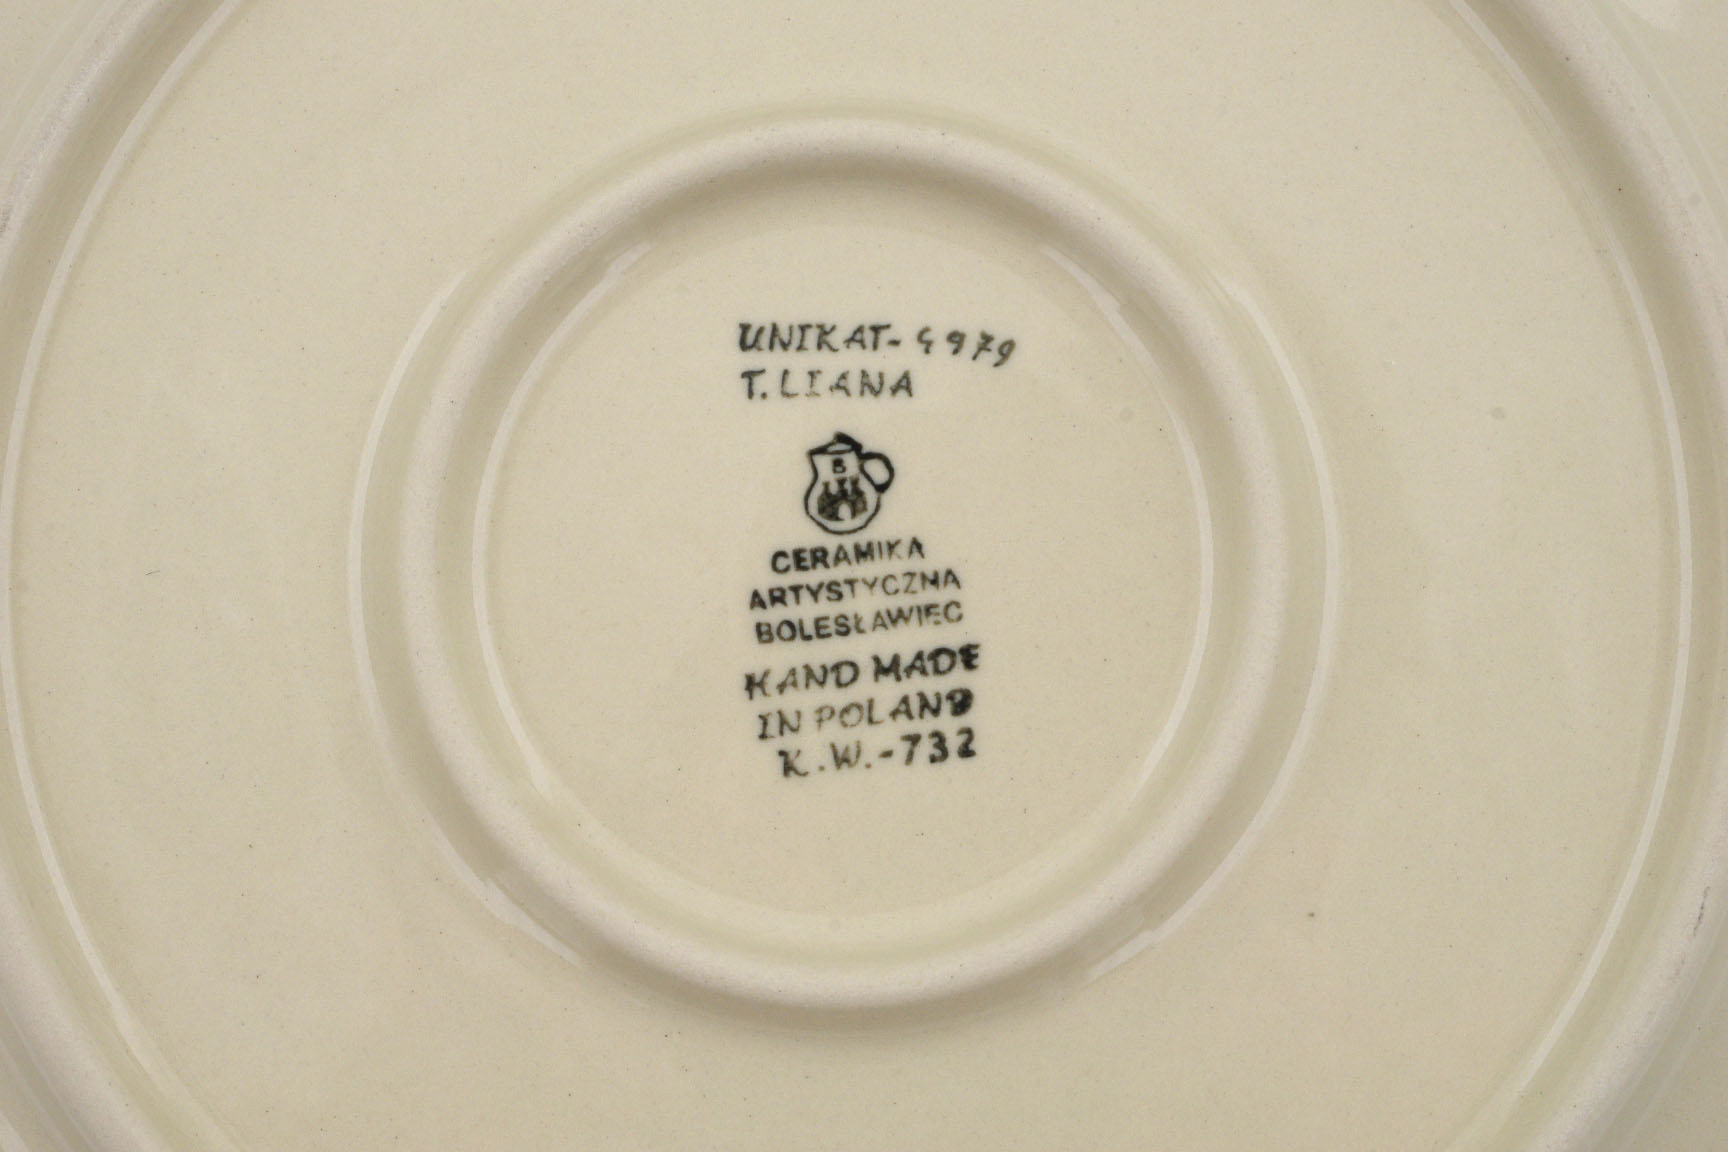 UNIKAT-4979
T. LIANA
B
CERAMIKA
ARTYSTYCZNA
BOLESŁAWIEC
HAND MADE
IN POLAND
K.W.-732